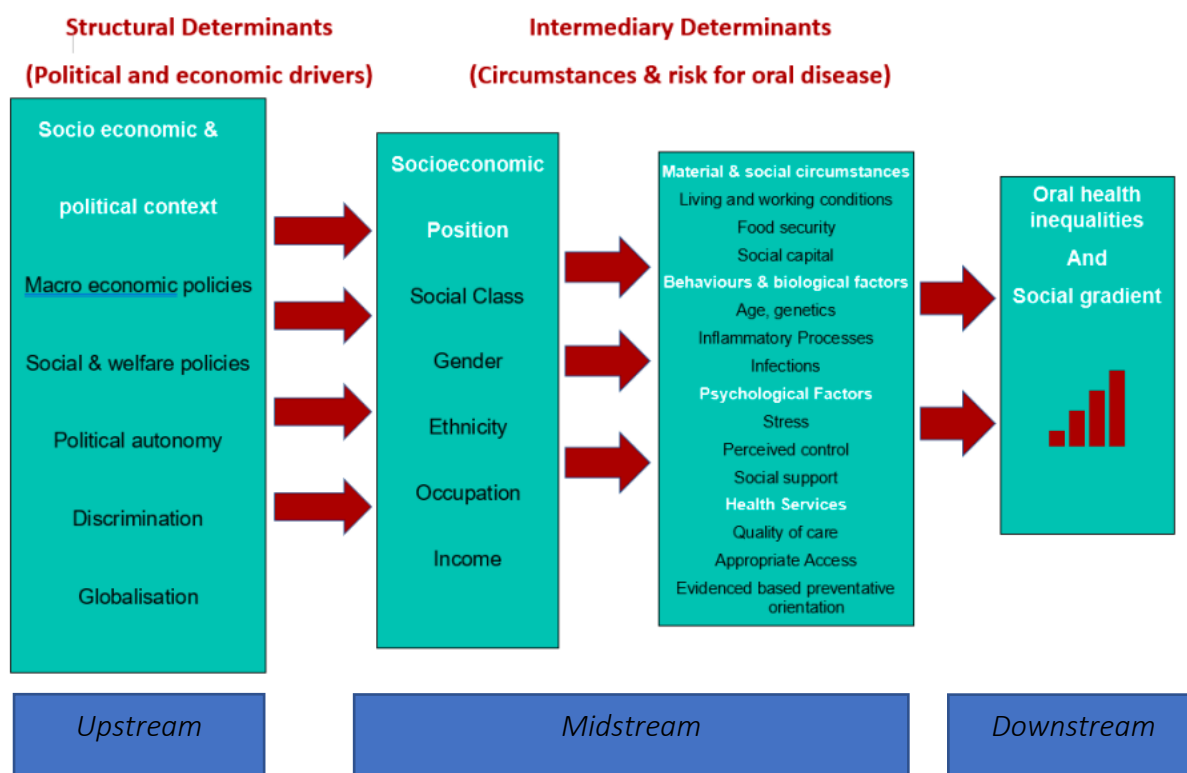 Structural Determinants
(Political and economic drivers)
Intermediary Determinants
(Circumstances & risk for oral disease)
Socio economic &
political context
Macro economic policies
Social & welfare policies
Political autonomy
Discrimination
Globalisation
Socioeconomic
Position
Social Class
Gender
Ethnicity
Occupation
Income
Material & social circumstances
Living and working conditions
Food security
Social capital
Behaviours & biological factors
Age, genetics
Inflammatory Processes
Infections
Psychological Factors
Stress
Perceived control
Social support
Health Services
Quality of care
Appropriate Access
Evidenced based preventative
orientation
Oral health
inequalities
And
Social gradient
Upstream
Midstream
Downstream